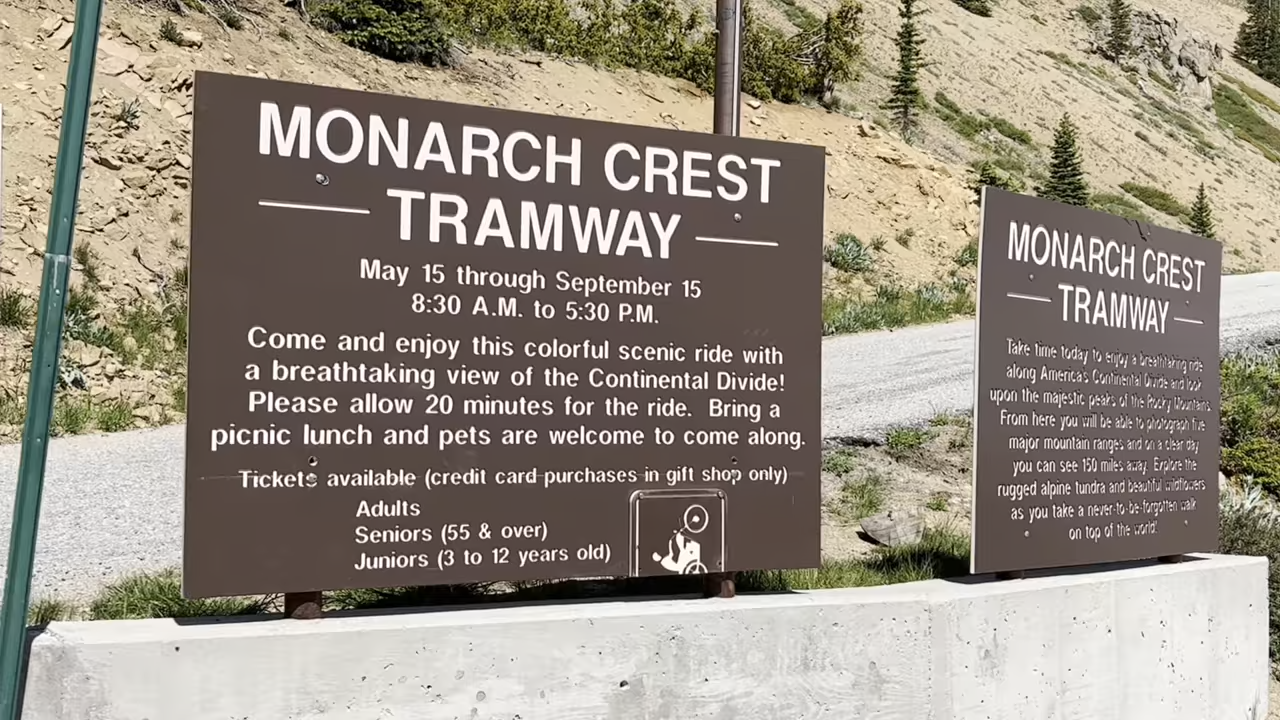 MONARCH CREST
TRAMWAY
May 15 through September 15
8:30 A.M. to 5:30 P.M.
Come and enjoy this colorful scenic ride with
a breathtaking view of the Continental Divide!
Please allow 20 minutes for the ride. Bring a
picnic lunch and pets are welcome to come along.
Tickets available (credit card purchases in gift shop only)
Adults
Seniors (55 & over)
Juniors (3 to 12 years old)
MONARCH CREST
TRAMWAY
Take time today to enjoy a breathtaking ride
along America's Continental Divide and look
upon the majestic peaks of the Rocky Mountains.
From here you will be able to photograph five
major mountain ranges and on a clear day
you can see 150 miles away. Explore the
rugged alpine tundra and beautiful wildflowers
as you take a never-to-be-forgotten walk
on top of the world!